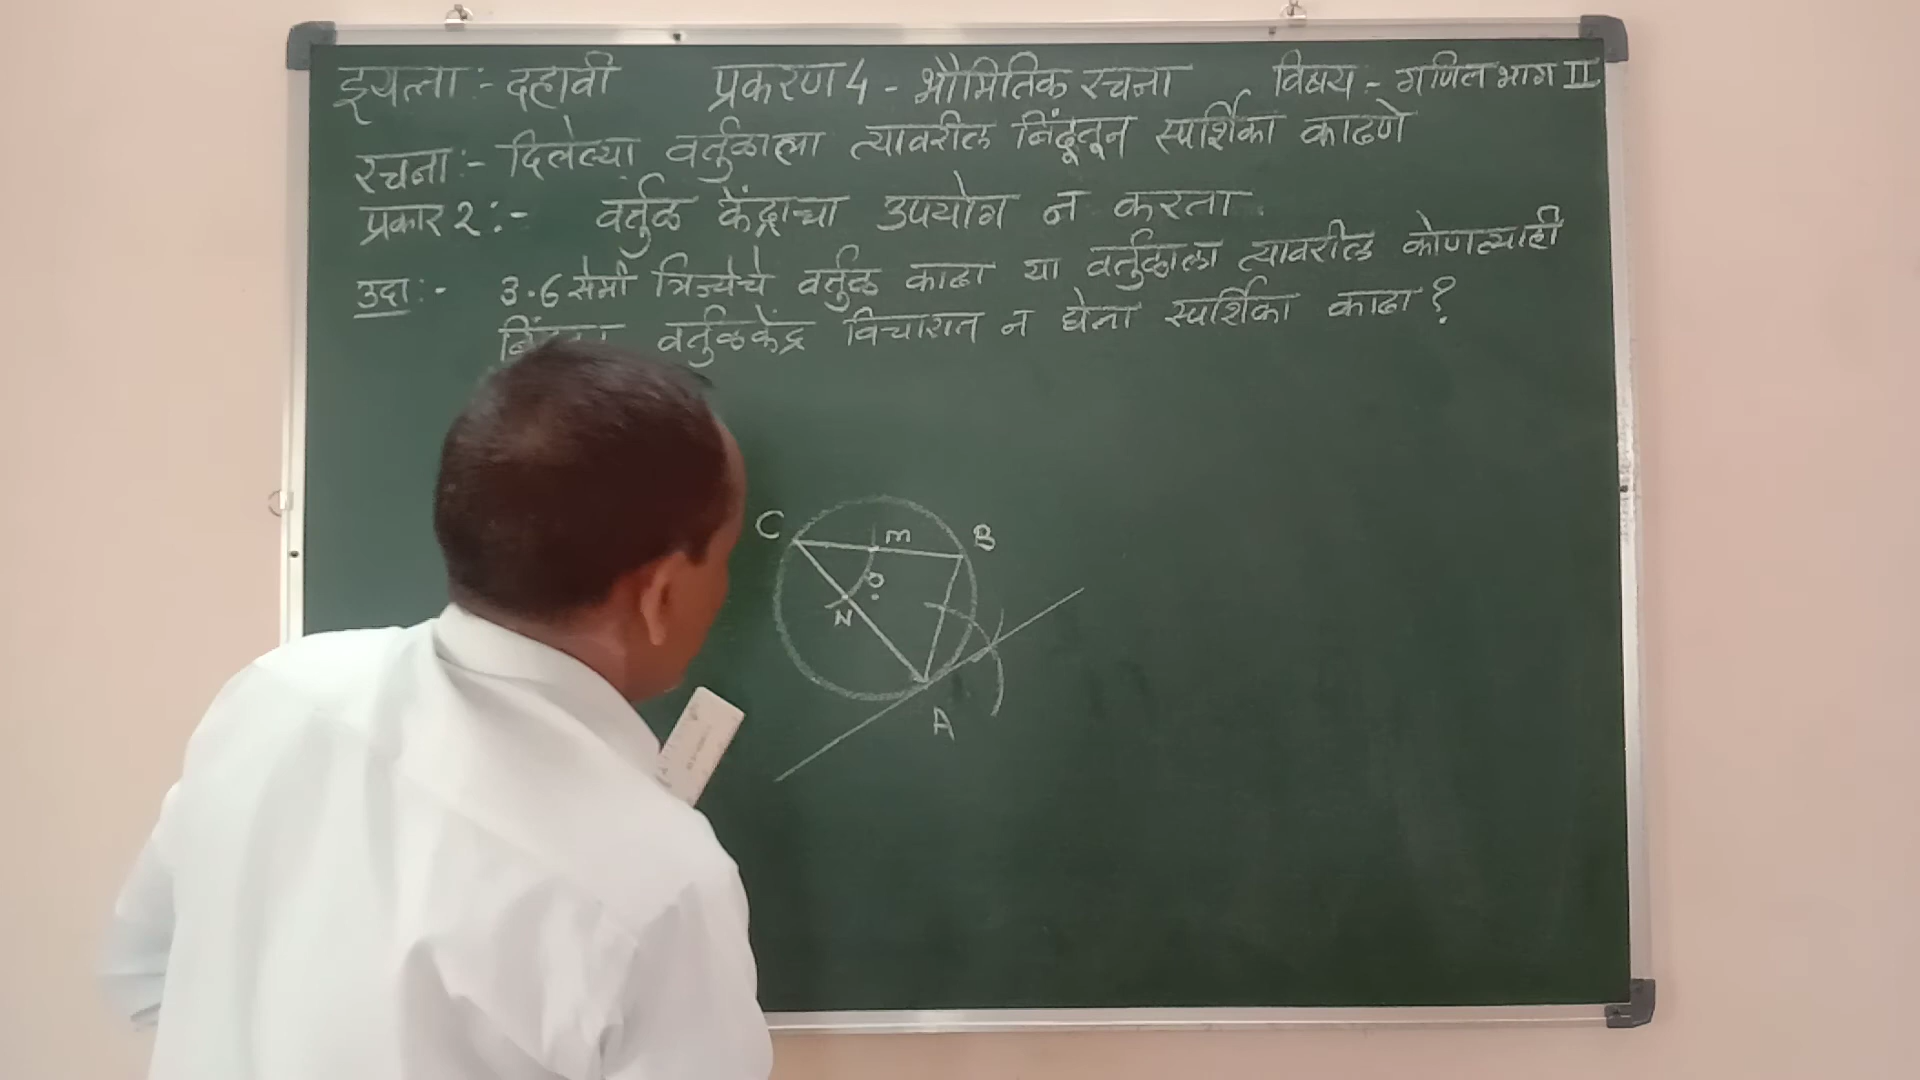 इयत्ता:- दहावी प्रकरण 4 - भौमितिक रचना विषय - गणित भाग II
रचना:- दिलेल्या वर्तुळाला त्यावरील बिंदूतून स्पर्शिका काढणे
प्रकार 2:- वर्तुळ केंद्राचा उपयोग न करता
उदा:- 3.6 सेमी त्रिज्येचे वर्तुळ काढा या वर्तुळाला त्यावरील कोणत्याही
वर्तुळकेंद्र विचारात न घेता स्पर्शिका काढा ?
C M B
O
N
A